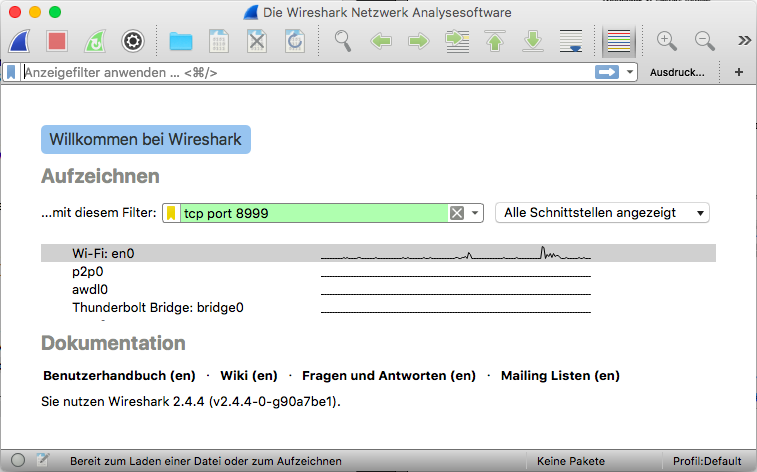 Die Wireshark Netzwerk Analysesoftware
Anzeigefilter anwenden ... <⌘/>
Ausdruck...
+
Willkommen bei Wireshark
Aufzeichnen
...mit diesem Filter: tcp port 8999 Alle Schnittstellen angezeigt
Wi-Fi: en0
p2p0
awdl0
Thunderbolt Bridge: bridge0
Dokumentation
Benutzerhandbuch (en) · Wiki (en) · Fragen und Antworten (en) · Mailing Listen (en)
Sie nutzen Wireshark 2.4.4 (v2.4.4-0-g90a7be1).
Bereit zum Laden einer Datei oder zum Aufzeichnen Keine Pakete Profil:Default